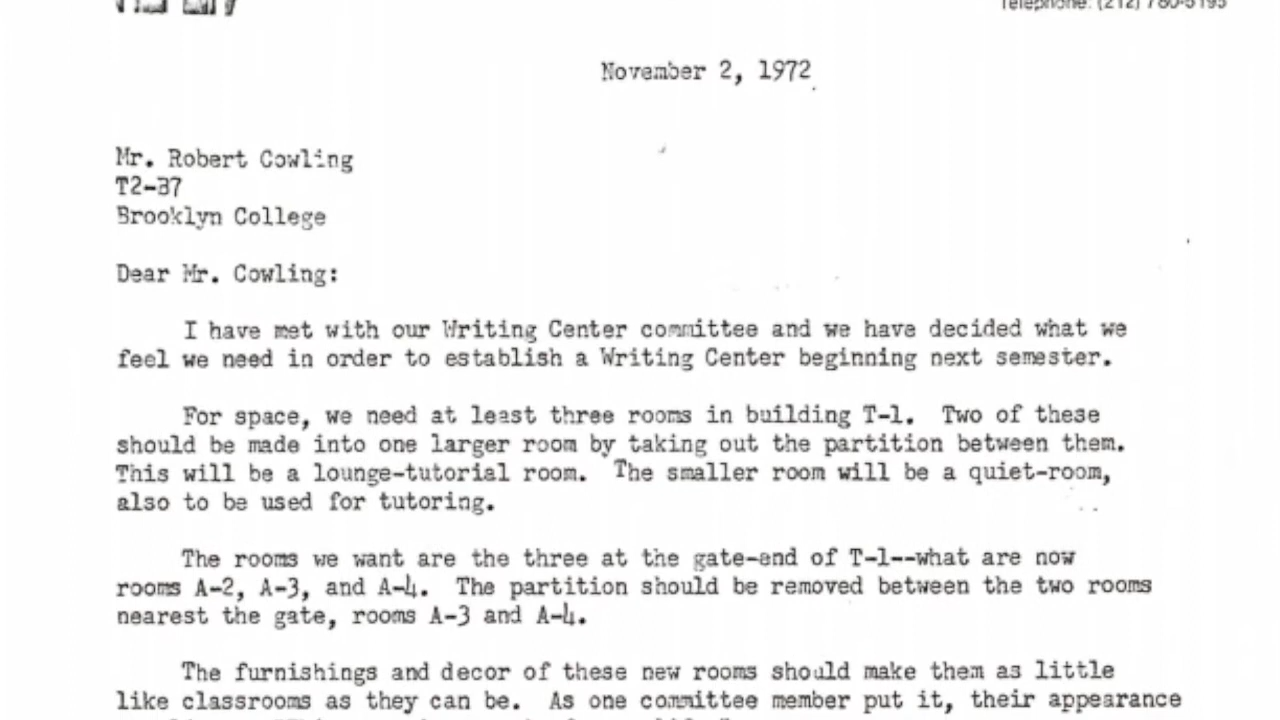 Telephone: (212) 780-5195
November 2, 1972
Mr. Robert Cowling
T2-37
Brooklyn College
Dear Mr. Cowling:
I have met with our Writing Center committee and we have decided what we
feel we need in order to establish a Writing Center beginning next semester.
For space, we need at least three rooms in building T-1. Two of these
should be made into one larger room by taking out the partition between them.
This will be a lounge-tutorial room. The smaller room will be a quiet-room,
also to be used for tutoring.
The rooms we want are the three at the gate-end of T-1--what are now
rooms A-2, A-3, and A-4. The partition should be removed between the two rooms
nearest the gate, rooms A-3 and A-4.
The furnishings and decor of these new rooms should make them as little
like classrooms as they can be. As one committee member put it, their appearance